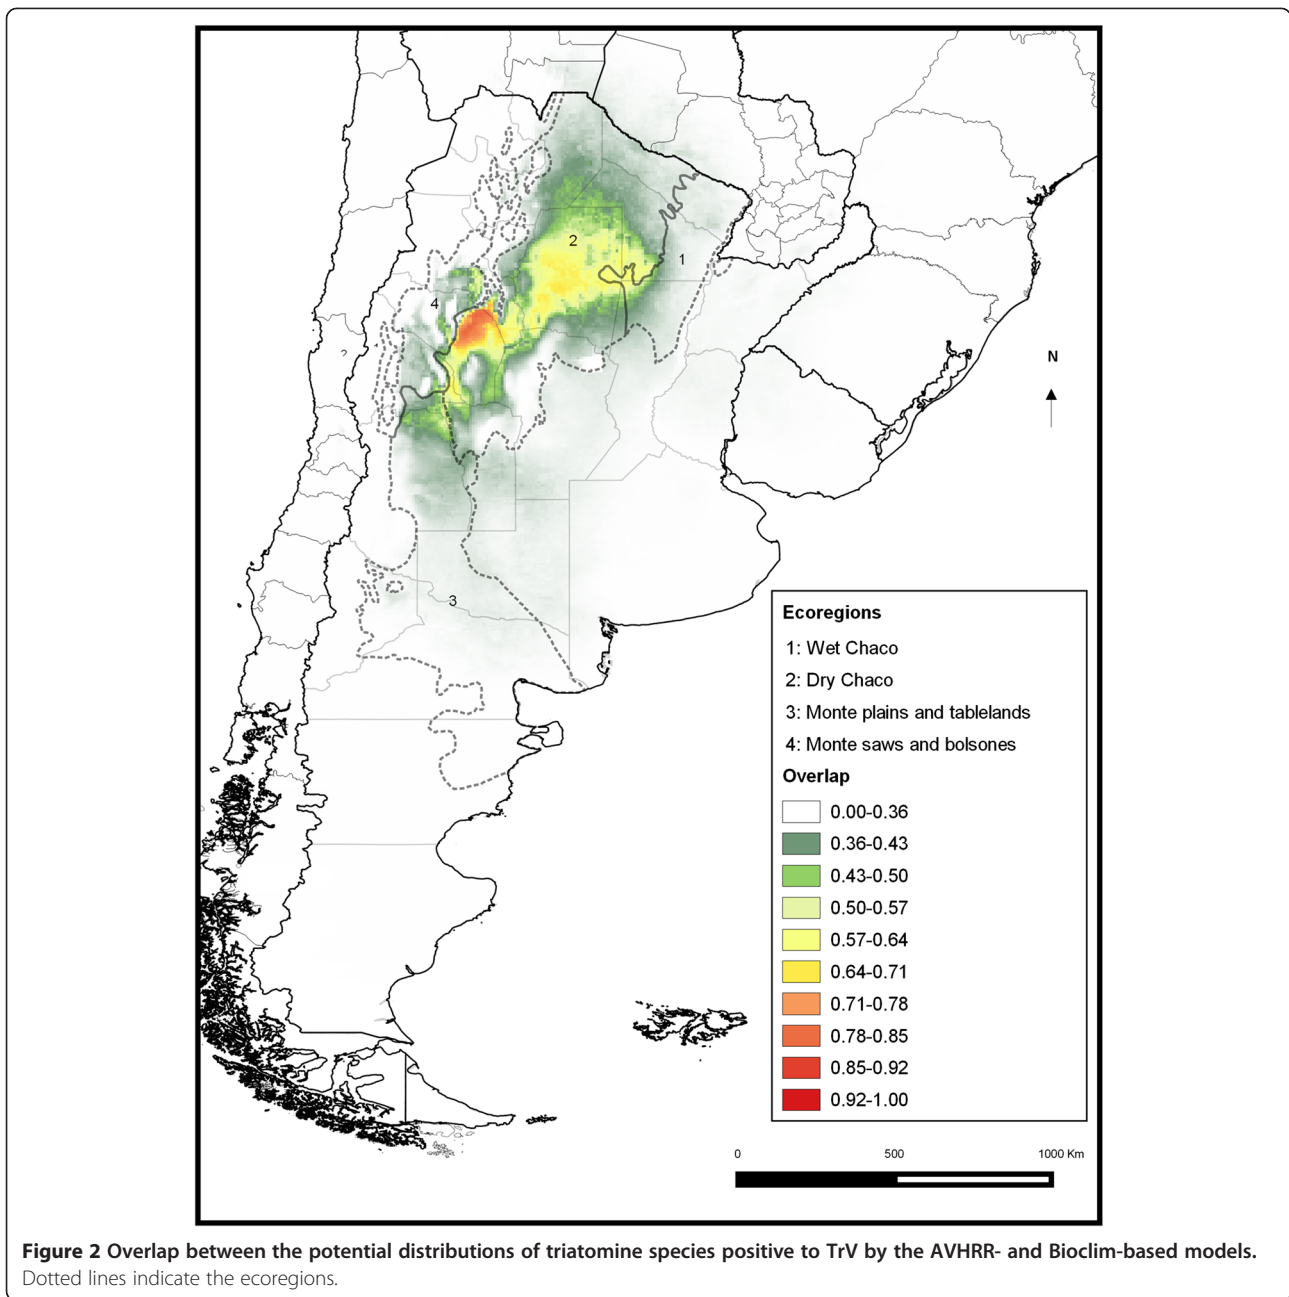 2
1
4
?
3
N
Ecoregions
1: Wet Chaco
2: Dry Chaco
3: Monte plains and tablelands
4: Monte saws and bolsones
Overlap
0.00-0.36
0.36-0.43
0.43-0.50
0.50-0.57
0.57-0.64
0.64-0.71
0.71-0.78
0.78-0.85
0.85-0.92
0.92-1.00
0 500 1000 Km
Figure 2 Overlap between the potential distributions of triatomine species positive to TrV by the AVHRR- and Bioclim-based models.
Dotted lines indicate the ecoregions.